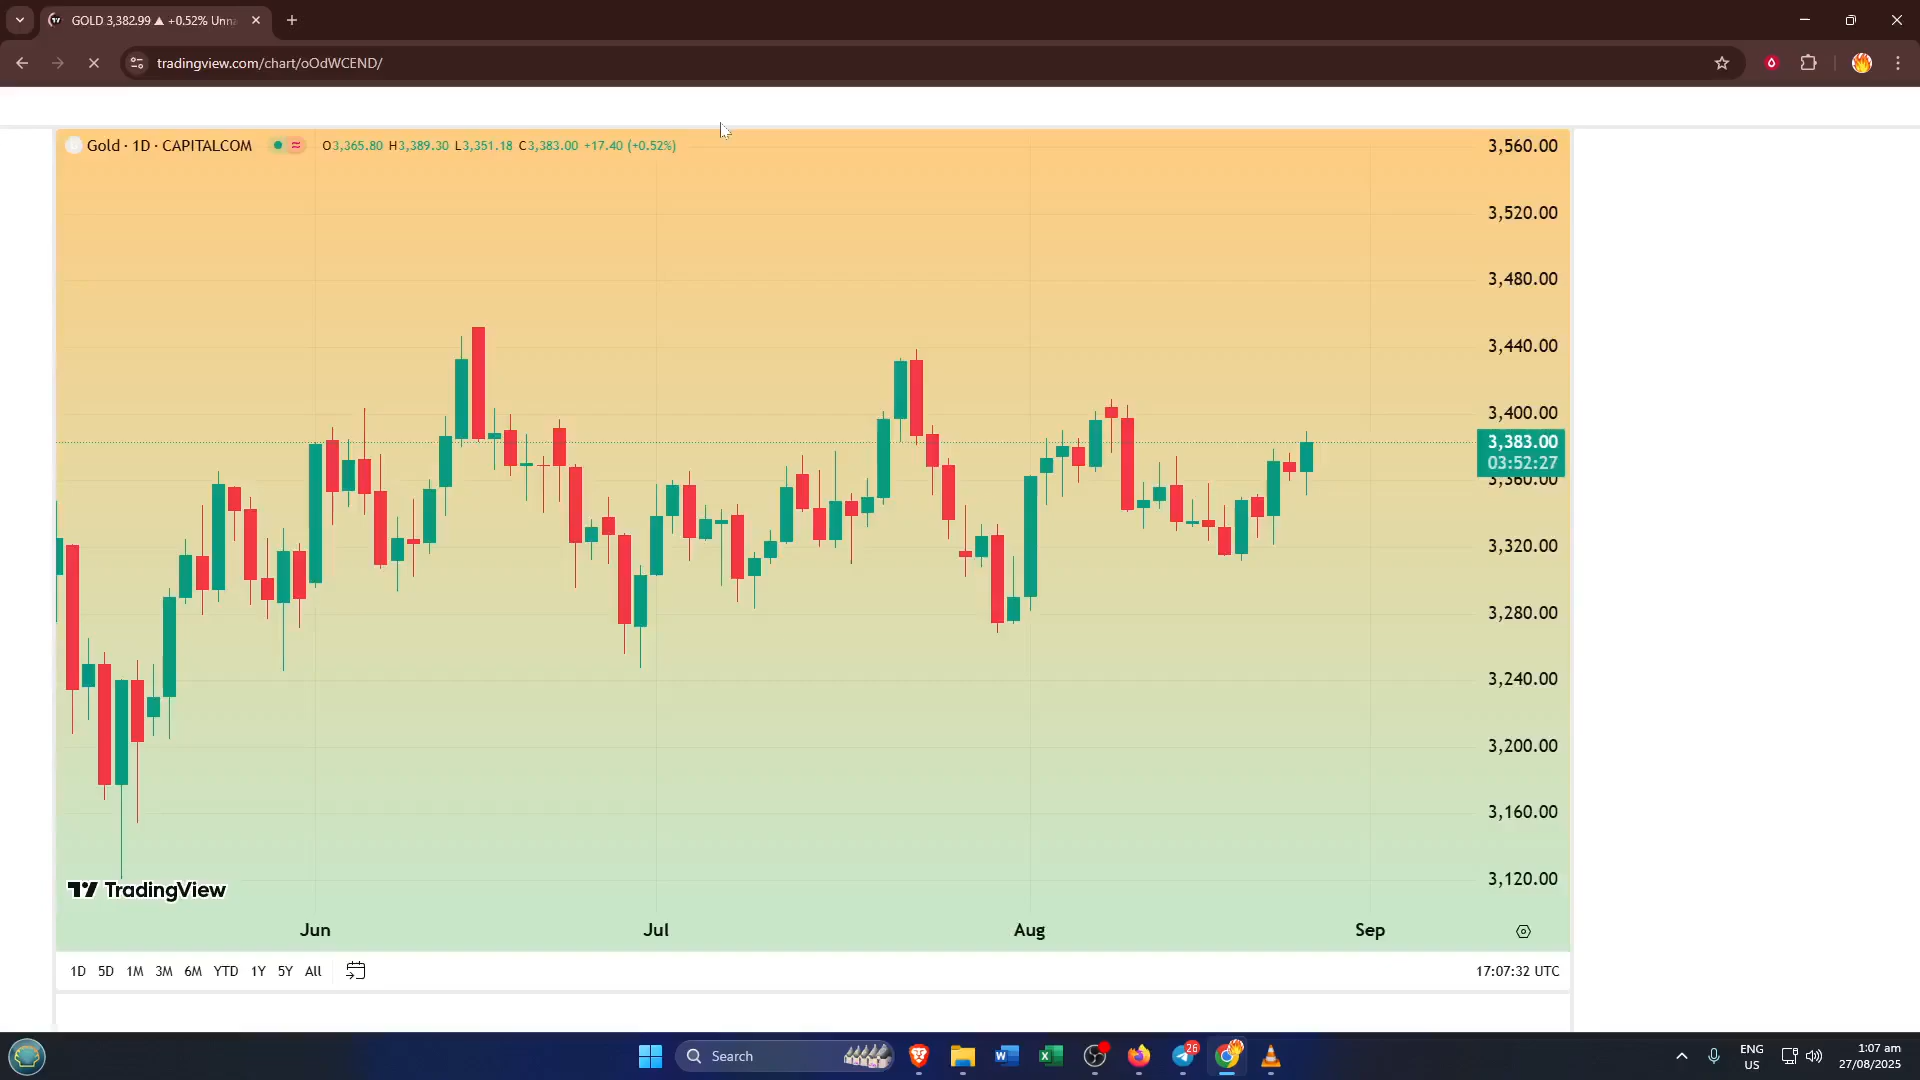 GOLD 3,382.99 ▲ +0.52% Unna
tradingview.com/chart/oOdWCEND/
Gold · 1D · CAPITALCOM O3,365.80 H3,389.30 L3,351.18 C3,383.00 +17.40 (+0.52%)
3,560.00
3,520.00
3,480.00
3,440.00
3,400.00
3,383.00
03:52:27
3,360.00
3,320.00
3,280.00
3,240.00
3,200.00
3,160.00
3,120.00
TradingView
Jun Jul Aug Sep
1D 5D 1M 3M 6M YTD 1Y 5Y All 17:07:32 UTC
Search
26
ENG
US
1:07 am
27/08/2025